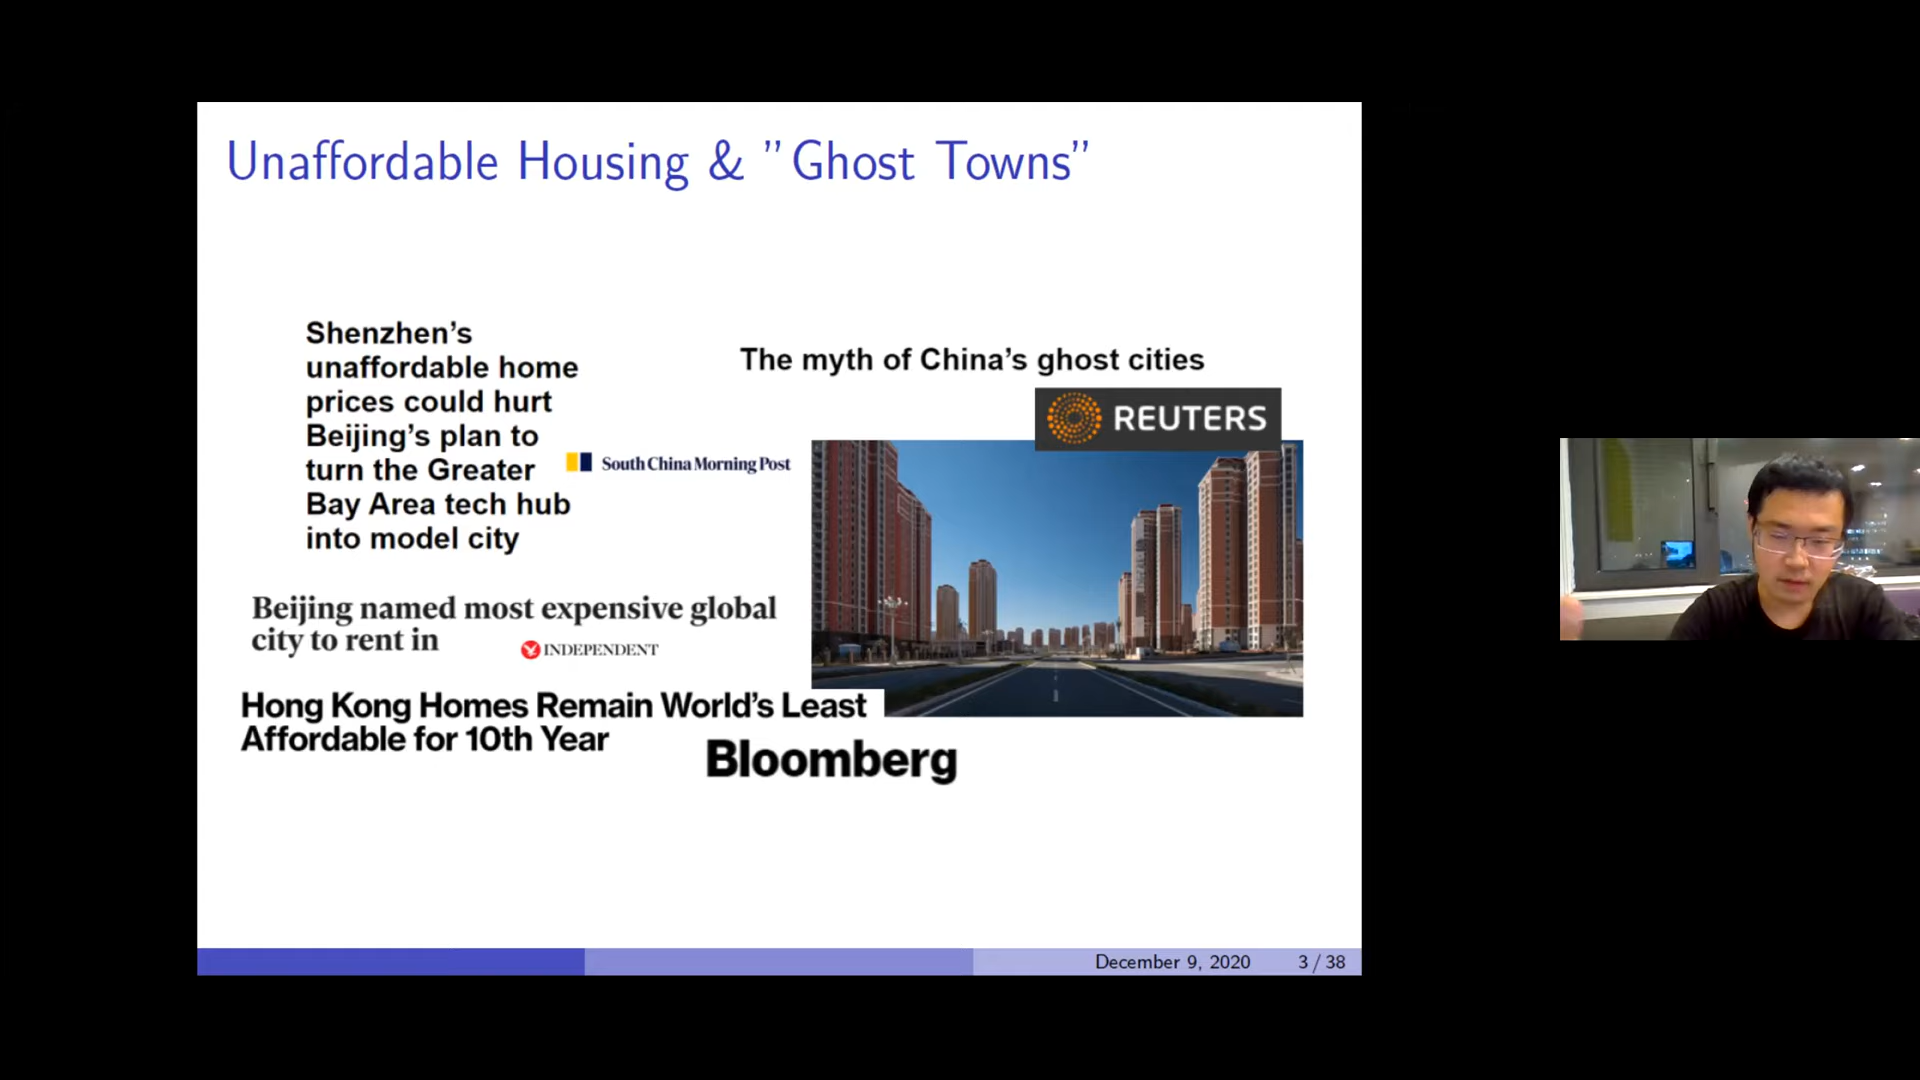 Unaffordable Housing & ”Ghost Towns”
Shenzhen’s
unaffordable home
prices could hurt
Beijing’s plan to
turn the Greater
Bay Area tech hub
into model city
South China Morning Post
The myth of China’s ghost cities
REUTERS
Beijing named most expensive global
city to rent in
INDEPENDENT
Hong Kong Homes Remain World’s Least
Affordable for 10th Year
Bloomberg
December 9, 2020 3 / 38